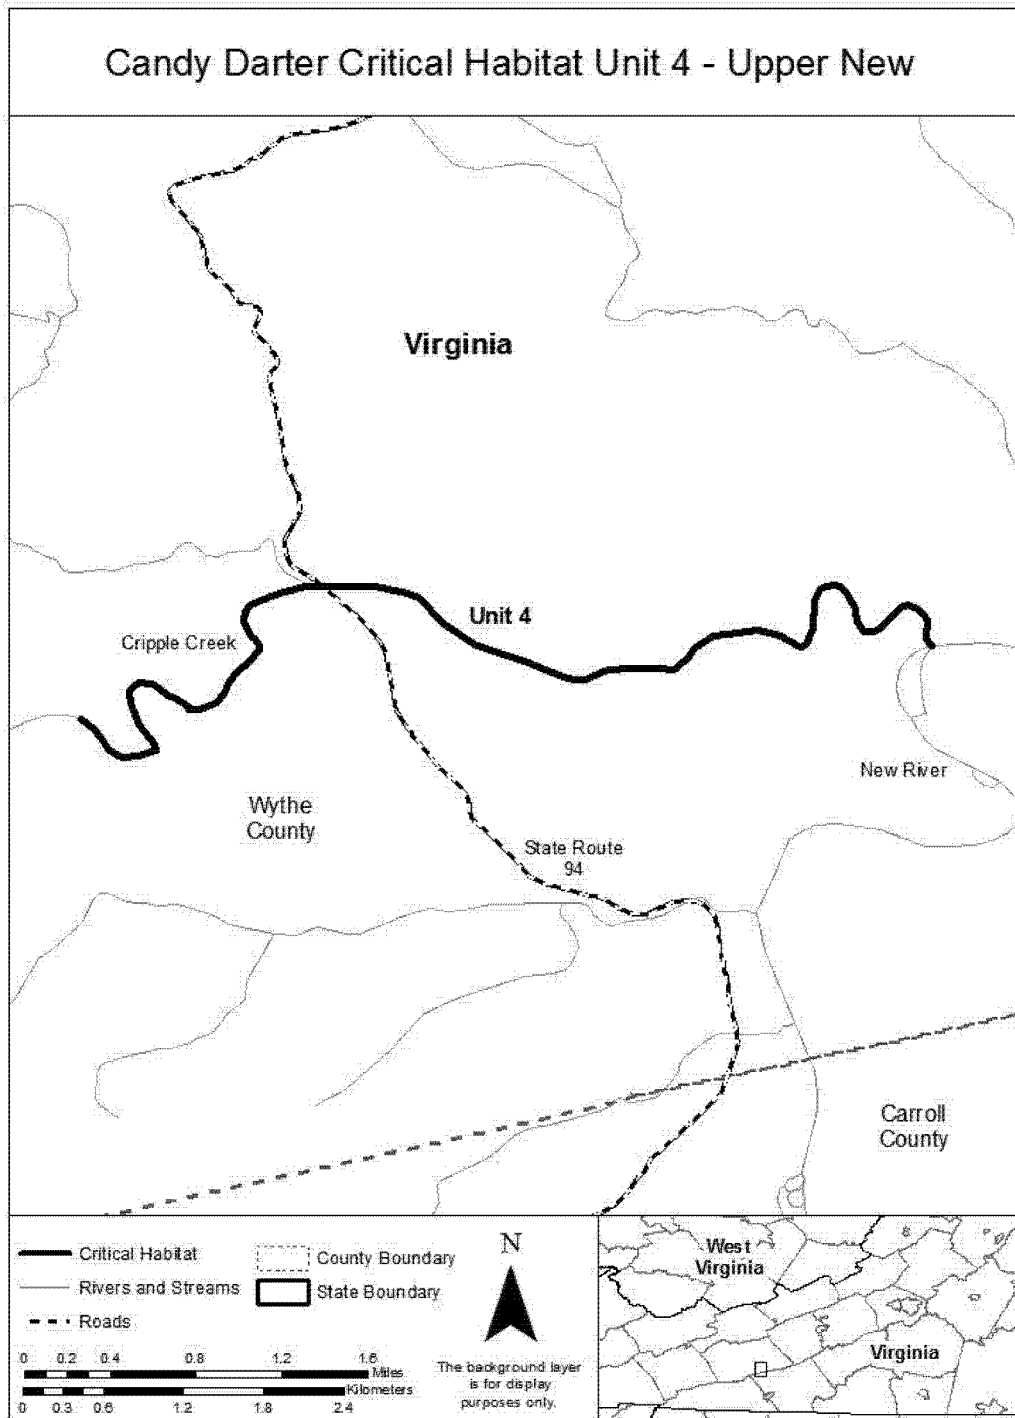 Candy Darter Critical Habitat Unit 4 - Upper New
Virginia
Unit 4
Cripple Creek
New River
Wythe
County
State Route
94
Carroll
County
Critical Habitat
Rivers and Streams
Roads
County Boundary
State Boundary
N
0 0.2 0.4 0.8 1.2 1.6
Miles
Kilometers
0 0.3 0.6 1.2 1.8 2.4
The background layer
is for display
purposes only.
West
Virginia
Virginia